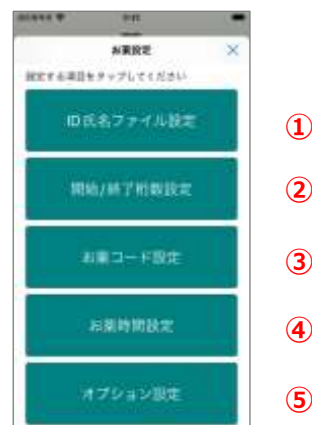 お薬設定 ×
設定する項目をタップしてください
ID氏名ファイル設定 ①
開始/終了桁数設定 ②
お薬コード設定 ③
お薬時間設定 ④
オプション設定 ⑤